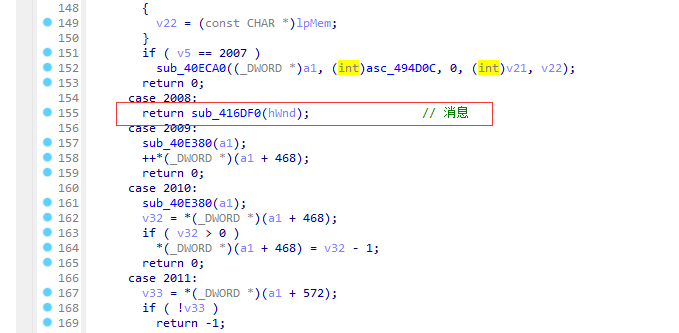 148 {
149 v22 = (const CHAR *)lpMem;
150 }
151 if ( v5 == 2007 )
152 sub_40ECA0((_DWORD *)a1, (int)asc_494D0C, 0, (int)v21, v22);
153 return 0;
154 case 2008:
155 return sub_416DF0(hWnd); // 消息
156 case 2009:
157 sub_40E380(a1);
158 ++*(_DWORD *)(a1 + 468);
159 return 0;
160 case 2010:
161 sub_40E380(a1);
162 v32 = *(_DWORD *)(a1 + 468);
163 if ( v32 > 0 )
164 *(_DWORD *)(a1 + 468) = v32 - 1;
165 return 0;
166 case 2011:
167 v33 = *(_DWORD *)(a1 + 572);
168 if ( !v33 )
169 return -1;